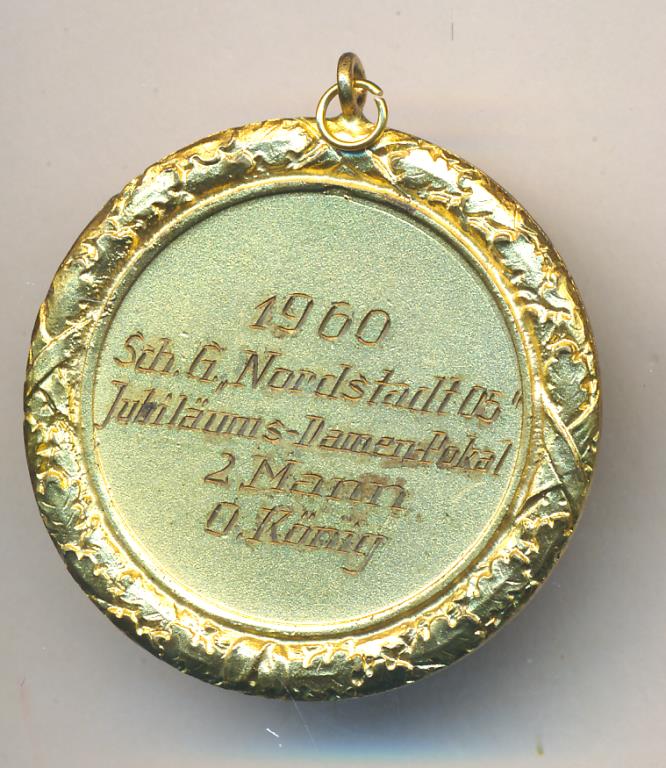 1960
Sch. G. „Nordstadt 05"
Jubiläums-Damen-Pokal
2. Mann
O. König